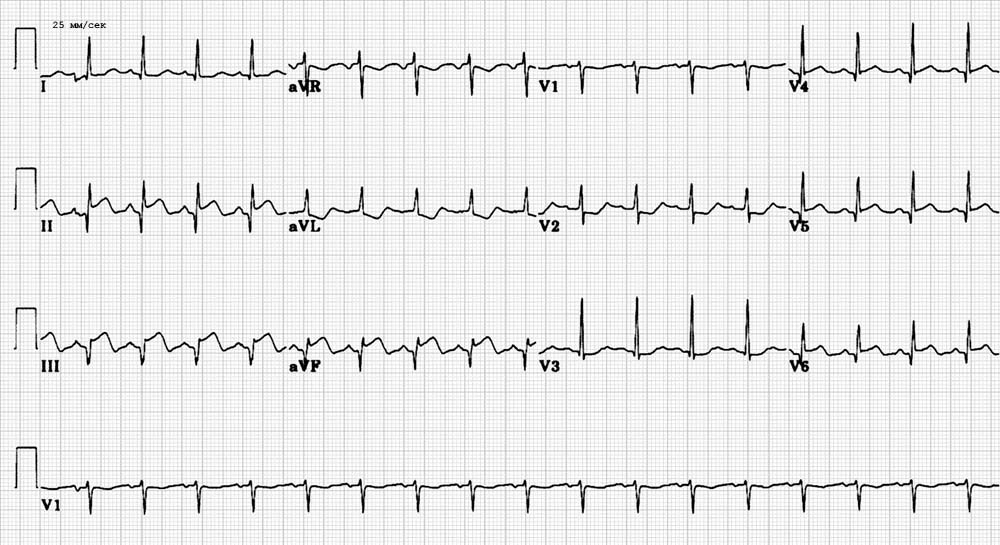 25 мм/сек
I aVR V1 V4
II aVL V2 V5
III aVF V3 V6
V1